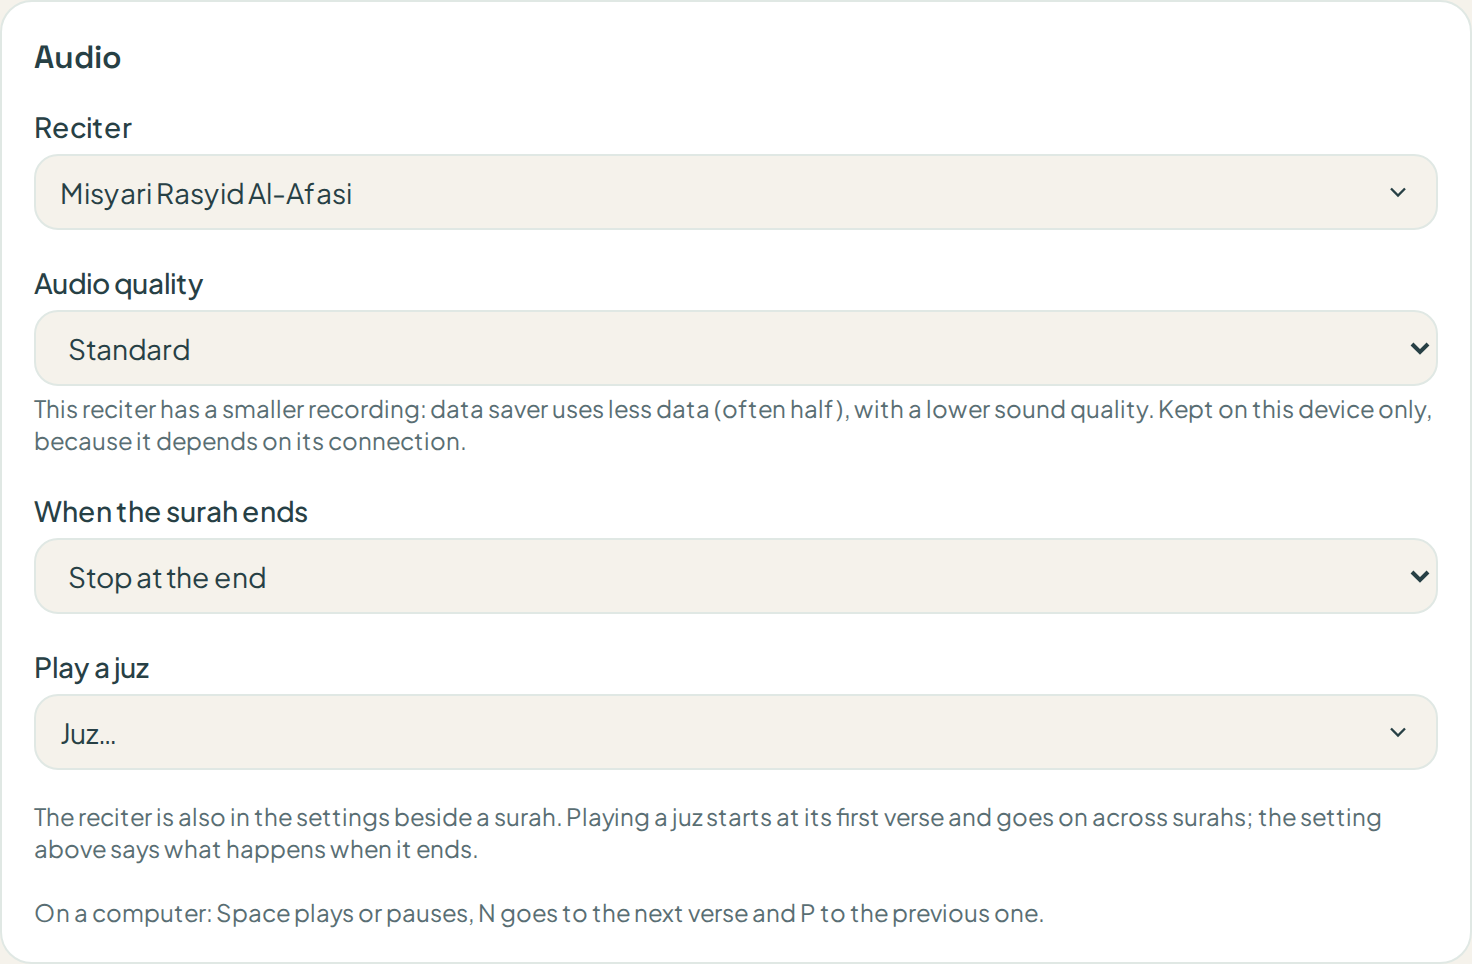 Audio
Reciter
Misyari Rasyid Al-Afasi
Audio quality
Standard
This reciter has a smaller recording: data saver uses less data (often half), with a lower sound quality. Kept on this device only,
because it depends on its connection.
When the surah ends
Stop at the end
Play a juz
Juz...
The reciter is also in the settings beside a surah. Playing a juz starts at its first verse and goes on across surahs; the setting
above says what happens when it ends.
On a computer: Space plays or pauses, N goes to the next verse and P to the previous one.